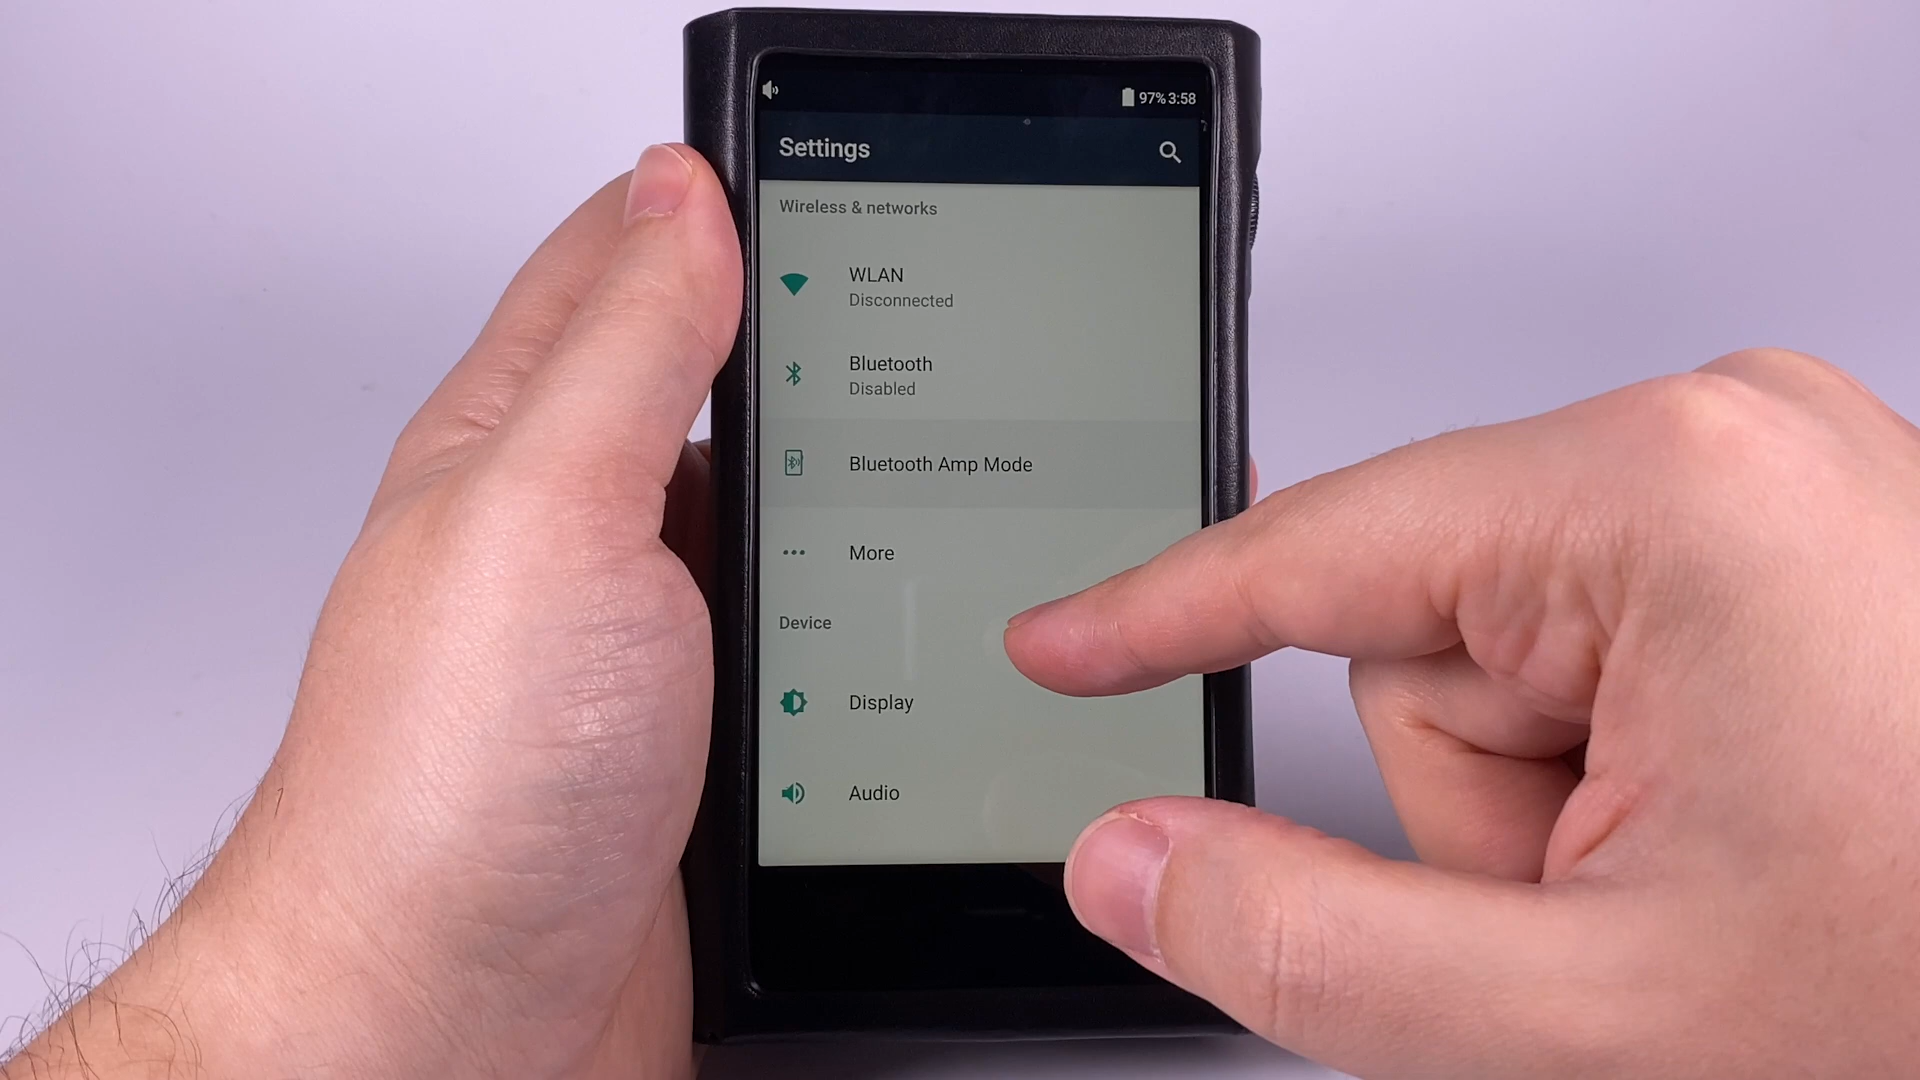 97% 3:58
Settings
Wireless & networks
WLAN
Disconnected
Bluetooth
Disabled
Bluetooth Amp Mode
More
Device
Display
Audio